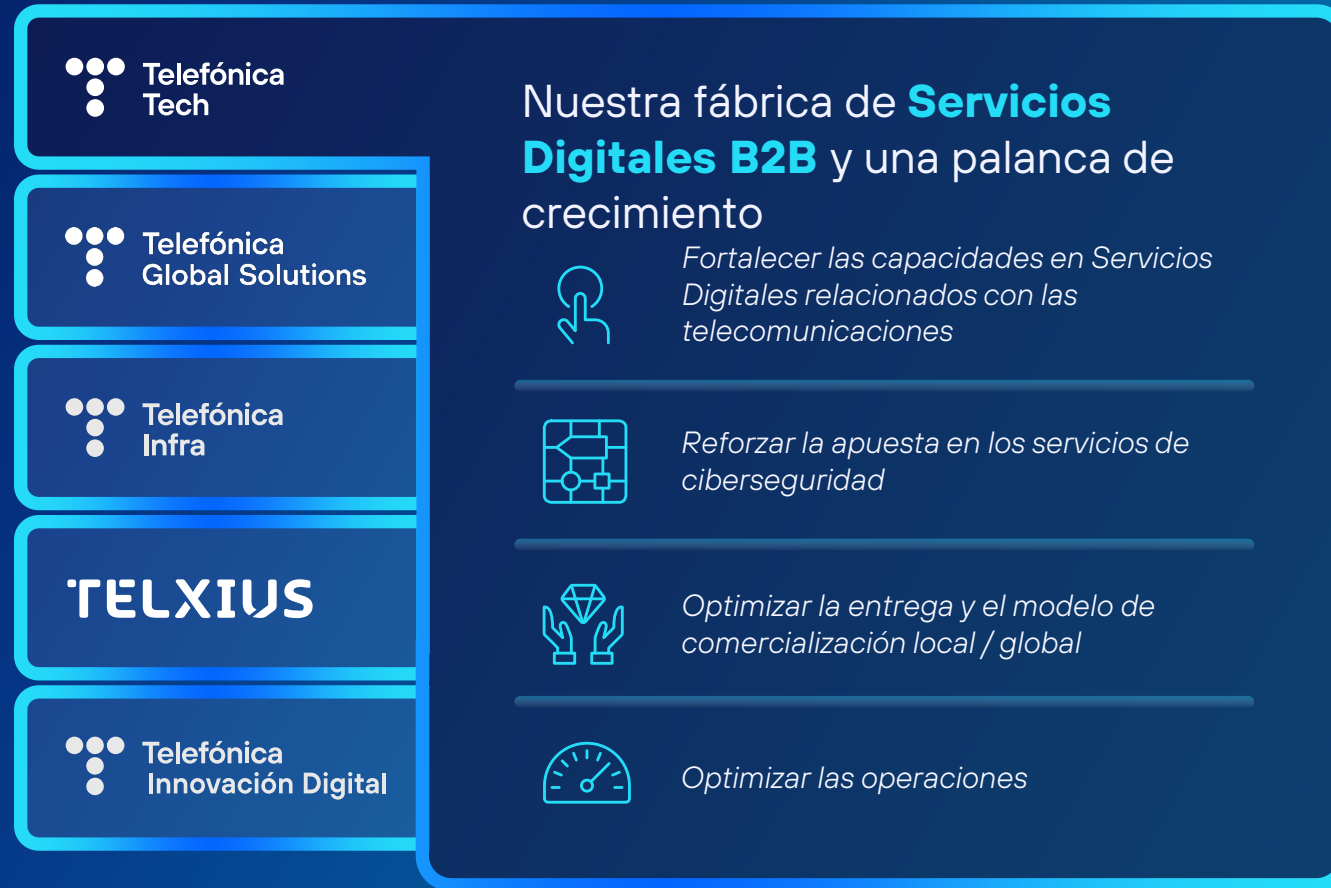 Telefónica
Tech
Telefónica
Global Solutions
Telefónica
Infra
TELXIUS
Telefónica
Innovación Digital
Nuestra fábrica de Servicios
Digitales B2B y una palanca de
crecimiento
Fortalecer las capacidades en Servicios
Digitales relacionados con las
telecomunicaciones
Reforzar la apuesta en los servicios de
ciberseguridad
Optimizar la entrega y el modelo de
comercialización local / global
Optimizar las operaciones